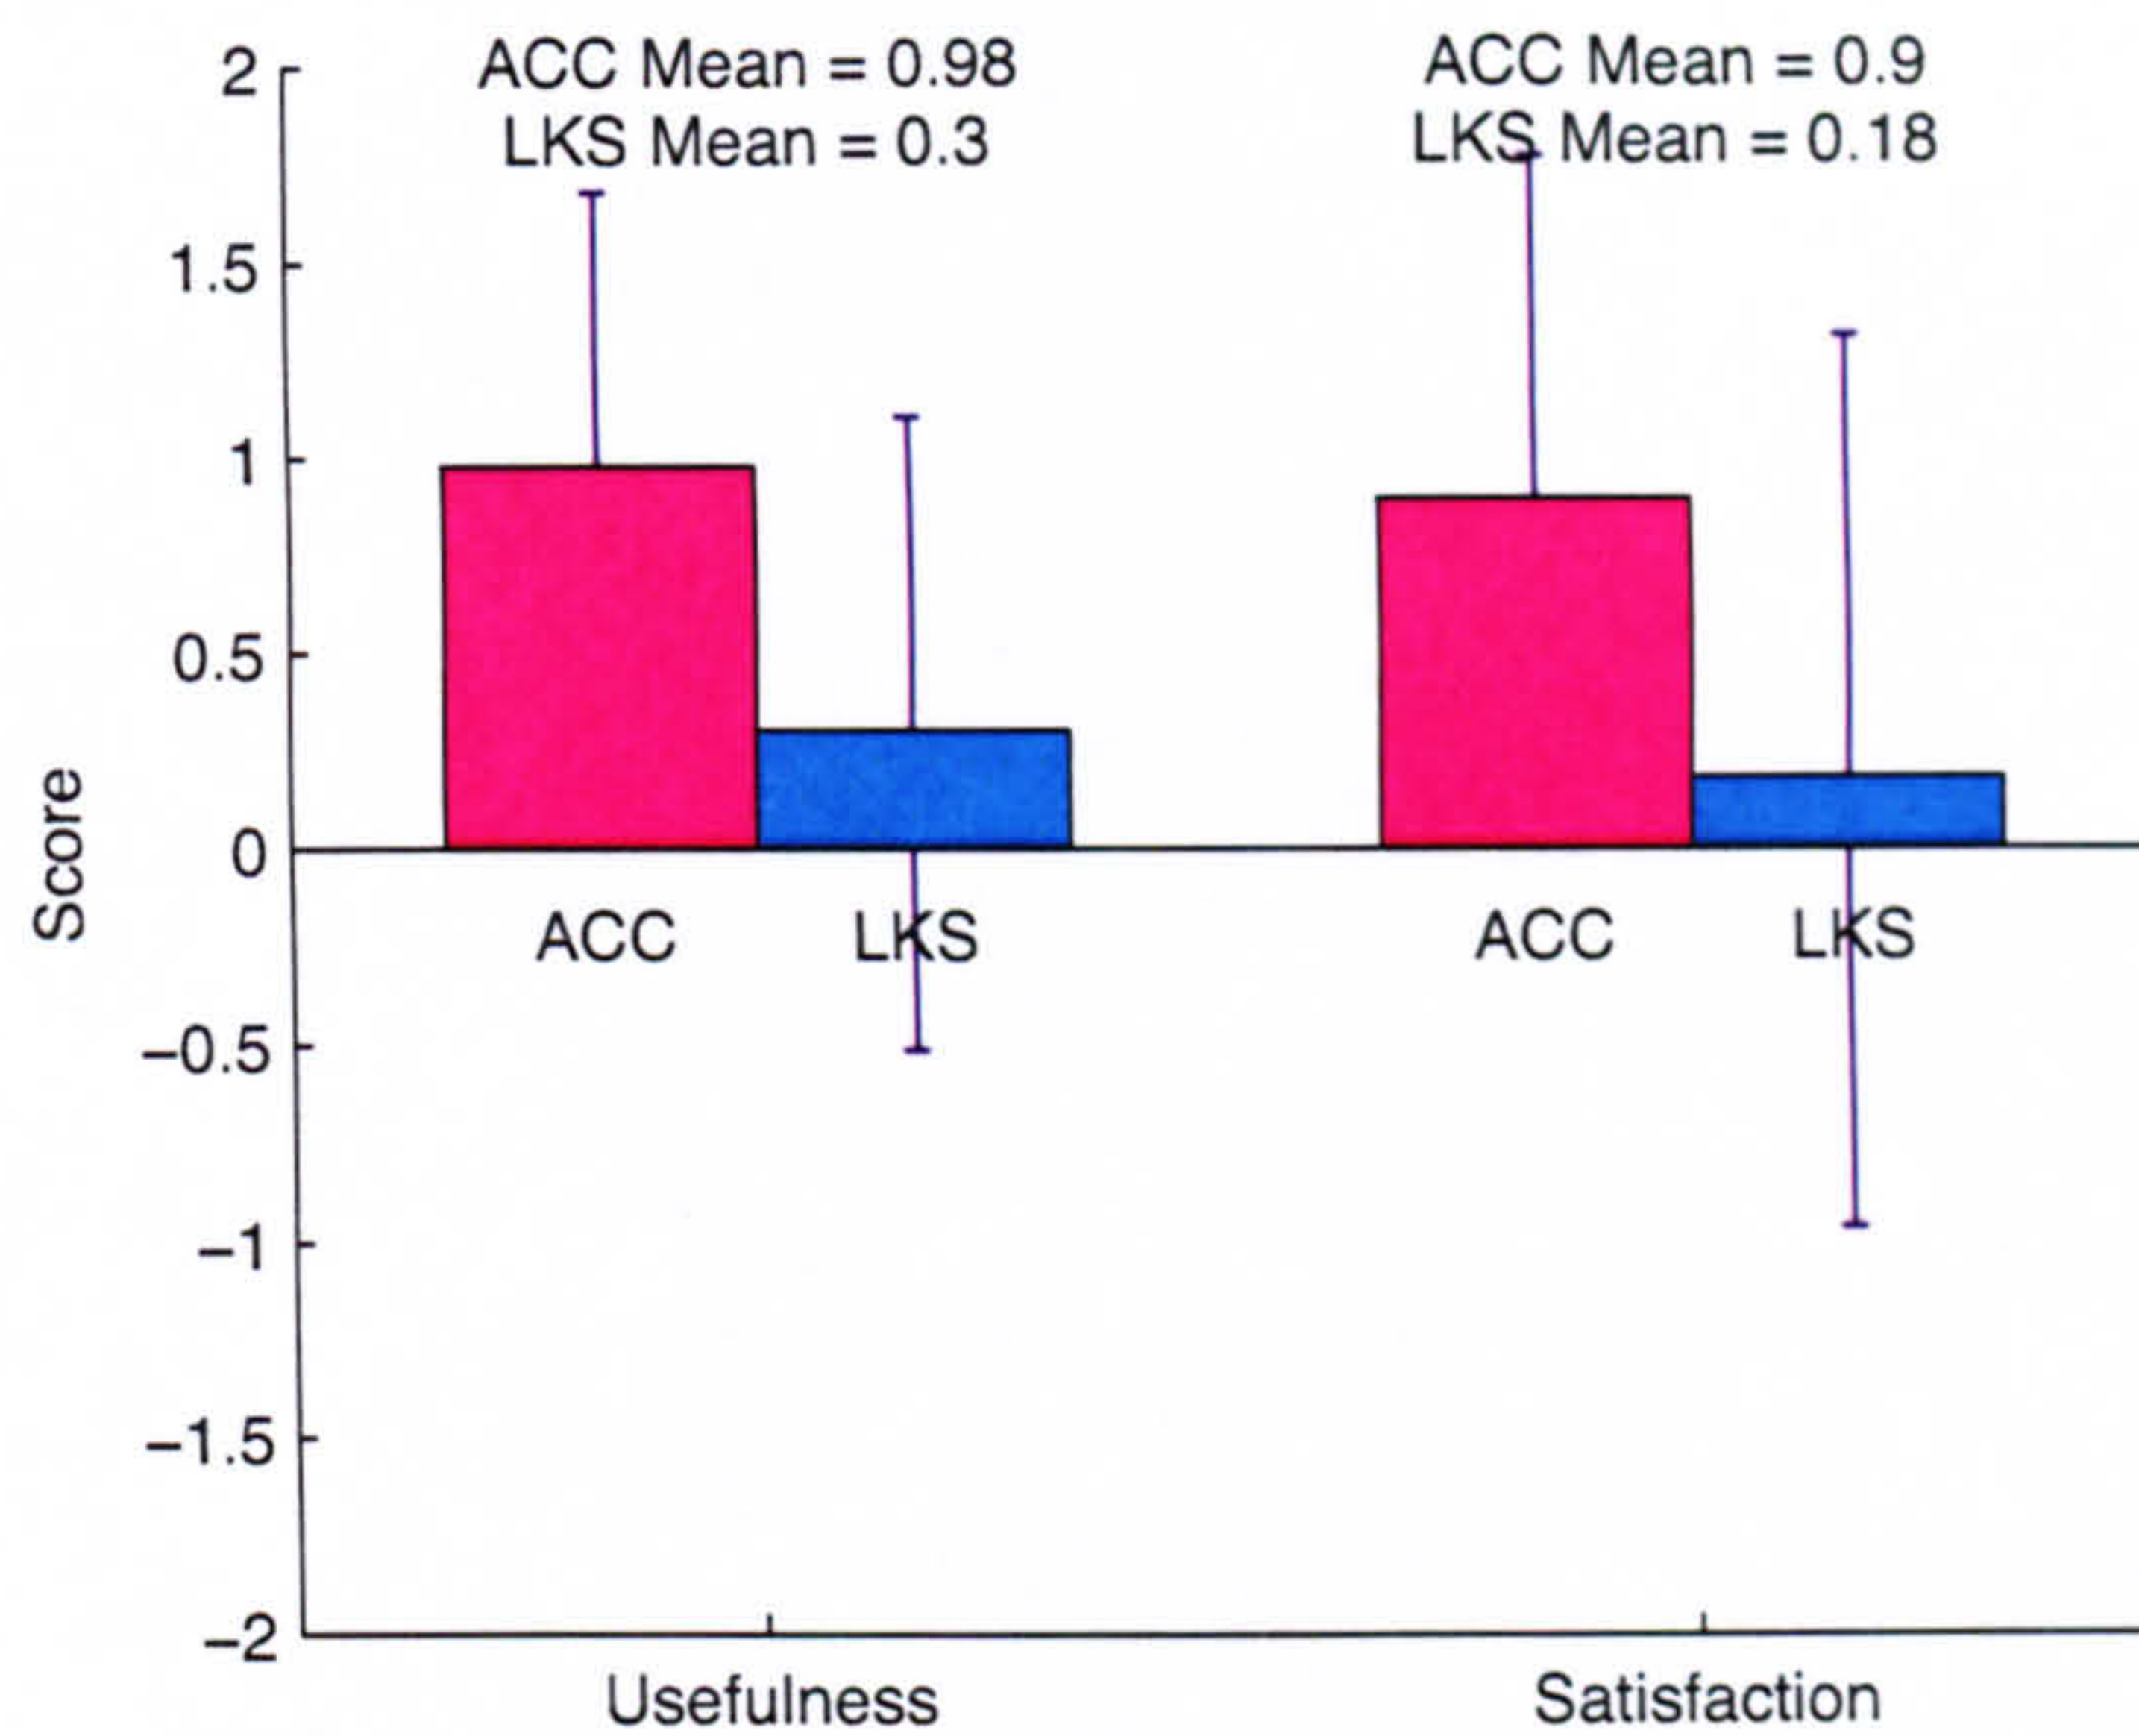 ACC Mean = 0.98
LKS Mean = 0.3
ACC Mean = 0.9
LKS Mean = 0.18
2
1.5
1
0.5
0
−0.5
−1
−1.5
−2
Score
ACC
LKS
ACC
LKS
Usefulness
Satisfaction